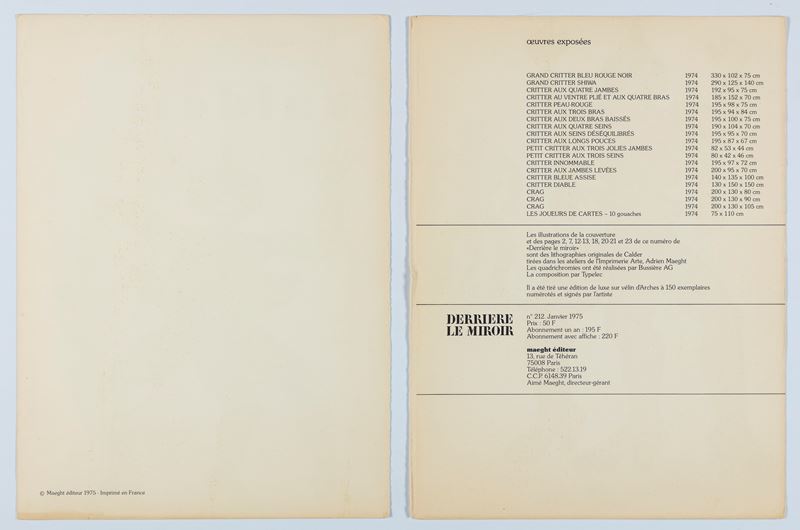 © Maeght éditeur 1975 - Imprimé en France
œuvres exposées
GRAND CRITTER BLEU ROUGE NOIR 1974 330 x 102 x 75 cm
GRAND CRITTER SHIWA 1974 290 x 125 x 140 cm
CRITTER AUX QUATRE JAMBES 1974 192 x 95 x 75 cm
CRITTER AU VENTRE PLIÉ ET AUX QUATRE BRAS 1974 185 x 152 x 70 cm
CRITTER PEAU-ROUGE 1974 195 x 98 x 75 cm
CRITTER AUX TROIS BRAS 1974 195 x 94 x 84 cm
CRITTER AUX DEUX BRAS BAISSÉS 1974 195 x 100 x 75 cm
CRITTER AUX QUATRE SEINS 1974 190 x 104 x 70 cm
CRITTER AUX SEINS DÉSÉQUILIBRÉS 1974 195 x 95 x 70 cm
CRITTER AUX LONGS POUCES 1974 195 x 87 x 67 cm
PETIT CRITTER AUX TROIS JOLIES JAMBES 1974 82 x 53 x 44 cm
PETIT CRITTER AUX TROIS SEINS 1974 80 x 42 x 46 cm
CRITTER INNOMMABLE 1974 195 x 97 x 72 cm
CRITTER AUX JAMBES LEVÉES 1974 200 x 95 x 70 cm
CRITTER BLEUE ASSISE 1974 140 x 135 x 100 cm
CRITTER DIABLE 1974 130 x 150 x 150 cm
CRAG 1974 200 x 130 x 80 cm
CRAG 1974 200 x 130 x 90 cm
CRAG 1974 200 x 130 x 105 cm
LES JOUEURS DE CARTES – 10 gouaches 1974 75 x 110 cm
Les illustrations de la couverture
et des pages 2, 7, 12-13, 18, 20-21 et 23 de ce numéro de
«Derrière le miroir»
sont des lithographies originales de Calder
tirées dans les ateliers de l'Imprimerie Arte, Adrien Maeght
Les quadrichromies ont été réalisées par Bussière AG
La composition par Typelec
Il a été tiré une édition de luxe sur vélin d'Arches à 150 exemplaires
numérotés et signés par l'artiste
DERRIERE
LE MIROIR
n° 212. Janvier 1975
Prix : 50 F
Abonnement un an : 195 F
Abonnement avec affiche : 220 F
maeght éditeur
13, rue de Téhéran
75008 Paris
Téléphone : 522.13.19
C.C.P. 6148.39 Paris
Aimé Maeght, directeur-gérant